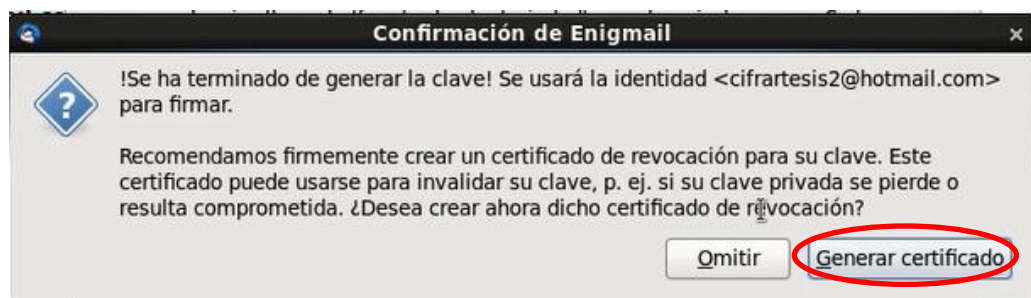 Confirmación de Enigmail
!Se ha terminado de generar la clave! Se usará la identidad <cifrartesis2@hotmail.com>
para firmar.
Recomendamos firmemente crear un certificado de revocación para su clave. Este
certificado puede usarse para invalidar su clave, p. ej. si su clave privada se pierde o
resulta comprometida. ¿Desea crear ahora dicho certificado de revocación?
Omitir Generar certificado